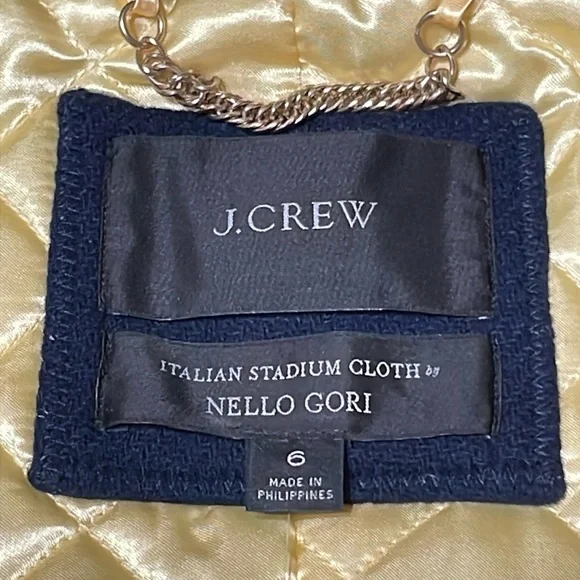 J.CREW
ITALIAN STADIUM CLOTH by
NELLO GORI
6
MADE IN
PHILIPPINES